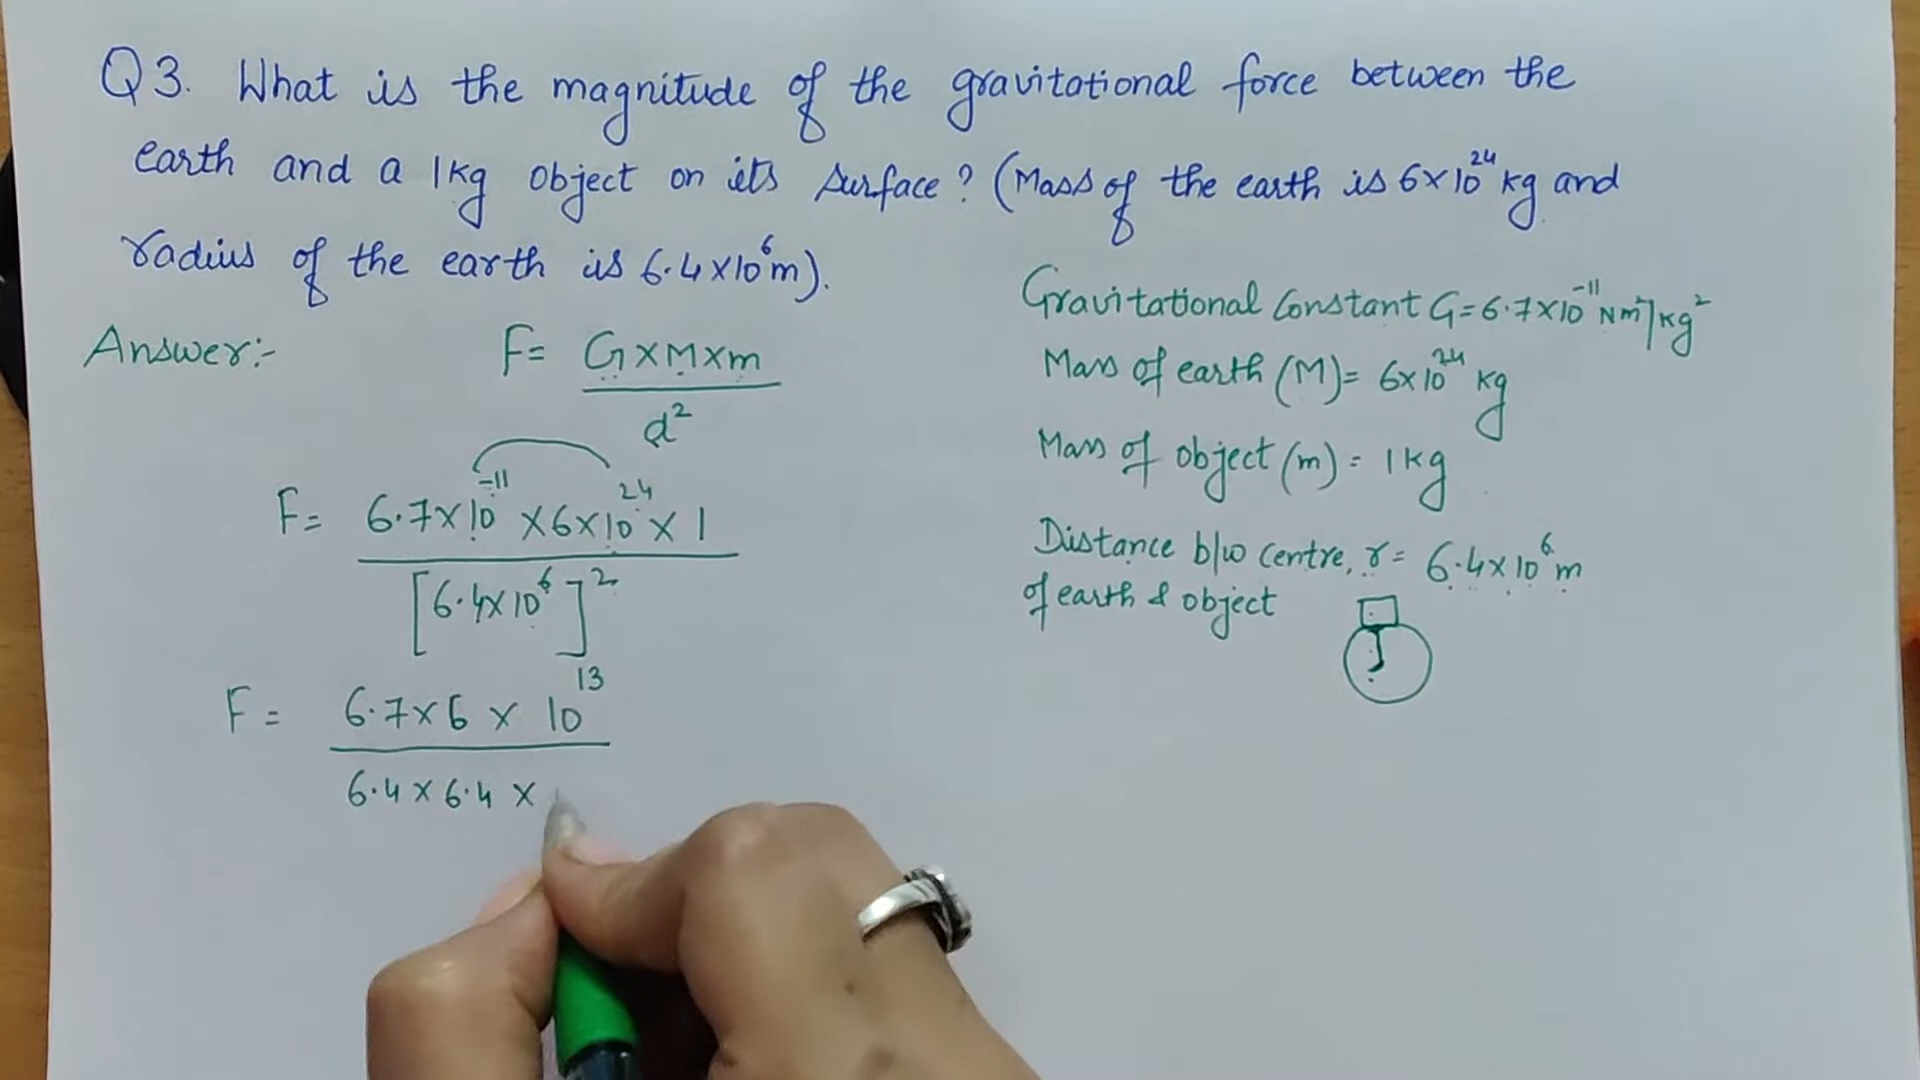 Q3. What is the magnitude of the gravitational force between the
earth and a 1kg object on its surface? (Mass of the earth is 6×10²⁴ kg and
radius of the earth is 6.4×10⁶m).
Answer:-
F= G×M×m
d²
F= 6.7×10⁻¹¹ ×6×10²⁴ × 1
[6.4×10⁶]²
F= 6.7×6 × 10¹³
6.4×6.4 ×
Gravitational Constant G=6.7×10⁻¹¹ Nm²/kg²
Mass of earth (M)= 6×10²⁴ kg
Mass of object (m) = 1kg
Distance b/w centre, r= 6.4×10⁶ m
of earth & object